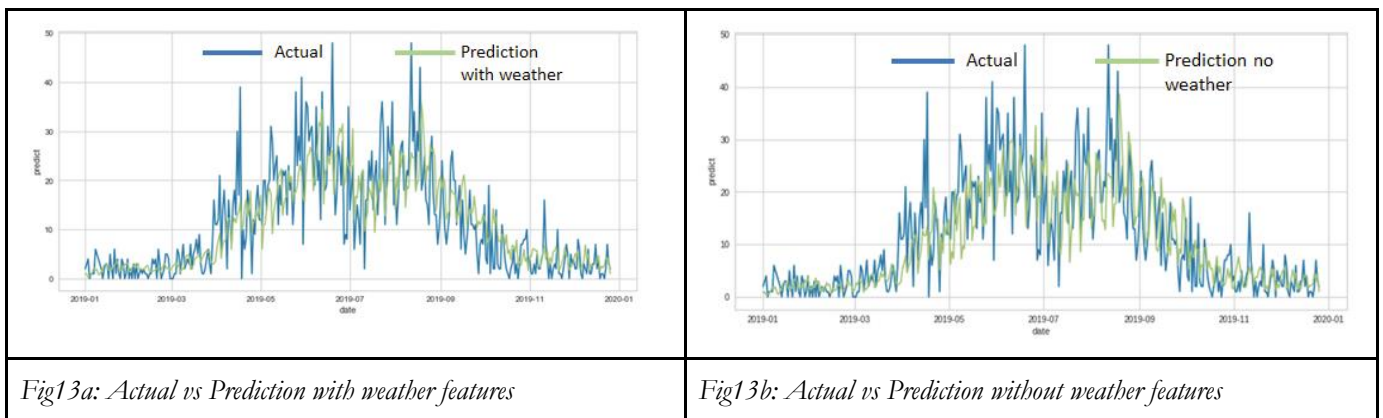 Actual
Prediction
with weather
50
40
30
20
10
0
predict
2019-01 2019-03 2019-05 2019-07 2019-09 2019-11 2020-01
date
Actual
Prediction no
weather
50
40
30
20
10
0
predict
2019-01 2019-03 2019-05 2019-07 2019-09 2019-11 2020-01
date
Fig13a: Actual vs Prediction with weather features
Fig13b: Actual vs Prediction without weather features